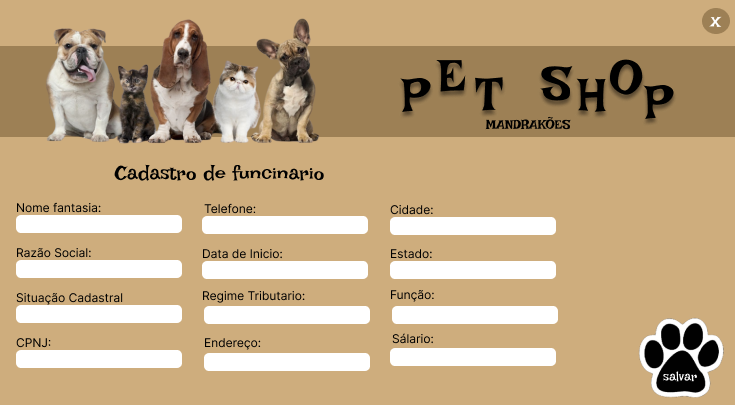 X
PET SHOP
MANDRAKÕES
Cadastro de funcinario
Nome fantasia:
Telefone:
Cidade:
Razão Social:
Data de Inicio:
Estado:
Situação Cadastral
Regime Tributario:
Função:
CPNJ:
Endereço:
Sálario:
salvar